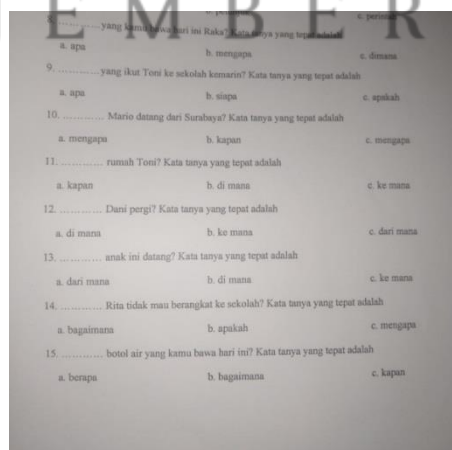 E M B E R
8. ............ yang kamu bawa hari ini Raka? Kata tanya yang tepat adalah
a. apa b. mengapa c. dimana
9. ............ yang ikut Toni ke sekolah kemarin? Kata tanya yang tepat adalah
a. apa b. siapa c. apakah
10. ............ Mario datang dari Surabaya? Kata tanya yang tepat adalah
a. mengapa b. kapan c. mengapa
11. ............ rumah Toni? Kata tanya yang tepat adalah
a. kapan b. di mana c. ke mana
12. ............ Dani pergi? Kata tanya yang tepat adalah
a. di mana b. ke mana c. dari mana
13. ............ anak ini datang? Kata tanya yang tepat adalah
a. dari mana b. di mana c. ke mana
14. ............ Rita tidak mau berangkat ke sekolah? Kata tanya yang tepat adalah
a. bagaimana b. apakah c. mengapa
15. ............ botol air yang kamu bawa hari ini? Kata tanya yang tepat adalah
a. berapa b. bagaimana c. kapan